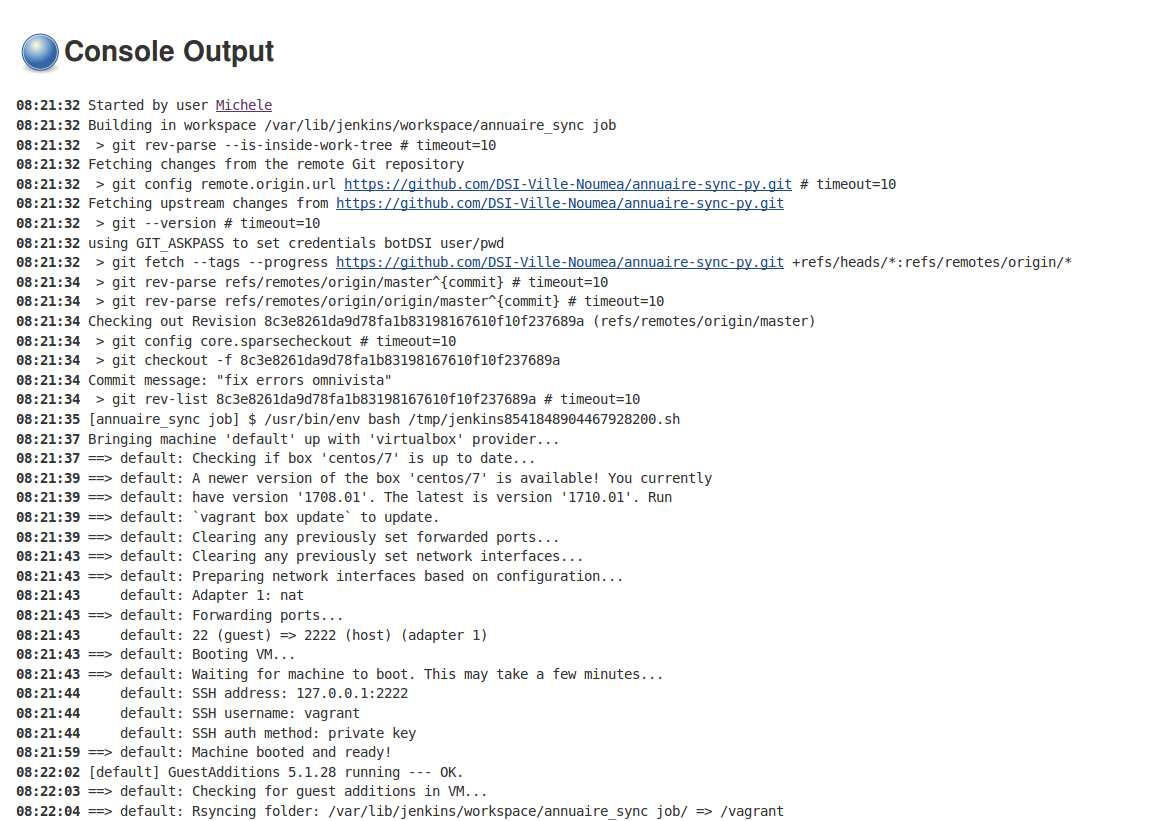 Console Output
08:21:32 Started by user Michele
08:21:32 Building in workspace /var/lib/jenkins/workspace/annuaire_sync job
08:21:32  > git rev-parse --is-inside-work-tree # timeout=10
08:21:32 Fetching changes from the remote Git repository
08:21:32  > git config remote.origin.url https://github.com/DSI-Ville-Noumea/annuaire-sync-py.git # timeout=10
08:21:32 Fetching upstream changes from https://github.com/DSI-Ville-Noumea/annuaire-sync-py.git
08:21:32  > git --version # timeout=10
08:21:32 using GIT_ASKPASS to set credentials botDSI user/pwd
08:21:32  > git fetch --tags --progress https://github.com/DSI-Ville-Noumea/annuaire-sync-py.git +refs/heads/*:refs/remotes/origin/*
08:21:34  > git rev-parse refs/remotes/origin/master^{commit} # timeout=10
08:21:34  > git rev-parse refs/remotes/origin/origin/master^{commit} # timeout=10
08:21:34 Checking out Revision 8c3e8261da9d78fa1b83198167610f10f237689a (refs/remotes/origin/master)
08:21:34  > git config core.sparsecheckout # timeout=10
08:21:34  > git checkout -f 8c3e8261da9d78fa1b83198167610f10f237689a
08:21:34 Commit message: "fix errors omnivista"
08:21:34  > git rev-list 8c3e8261da9d78fa1b83198167610f10f237689a # timeout=10
08:21:35 [annuaire_sync job] $ /usr/bin/env bash /tmp/jenkins8541848904467928200.sh
08:21:37 Bringing machine 'default' up with 'virtualbox' provider...
08:21:37 ==> default: Checking if box 'centos/7' is up to date...
08:21:39 ==> default: A newer version of the box 'centos/7' is available! You currently
08:21:39 ==> default: have version '1708.01'. The latest is version '1710.01'. Run
08:21:39 ==> default: `vagrant box update` to update.
08:21:39 ==> default: Clearing any previously set forwarded ports...
08:21:43 ==> default: Clearing any previously set network interfaces...
08:21:43 ==> default: Preparing network interfaces based on configuration...
08:21:43     default: Adapter 1: nat
08:21:43 ==> default: Forwarding ports...
08:21:43     default: 22 (guest) => 2222 (host) (adapter 1)
08:21:43 ==> default: Booting VM...
08:21:43 ==> default: Waiting for machine to boot. This may take a few minutes...
08:21:44     default: SSH address: 127.0.0.1:2222
08:21:44     default: SSH username: vagrant
08:21:44     default: SSH auth method: private key
08:21:59 ==> default: Machine booted and ready!
08:22:02 [default] GuestAdditions 5.1.28 running --- OK.
08:22:03 ==> default: Checking for guest additions in VM...
08:22:04 ==> default: Rsyncing folder: /var/lib/jenkins/workspace/annuaire_sync job/ => /vagrant